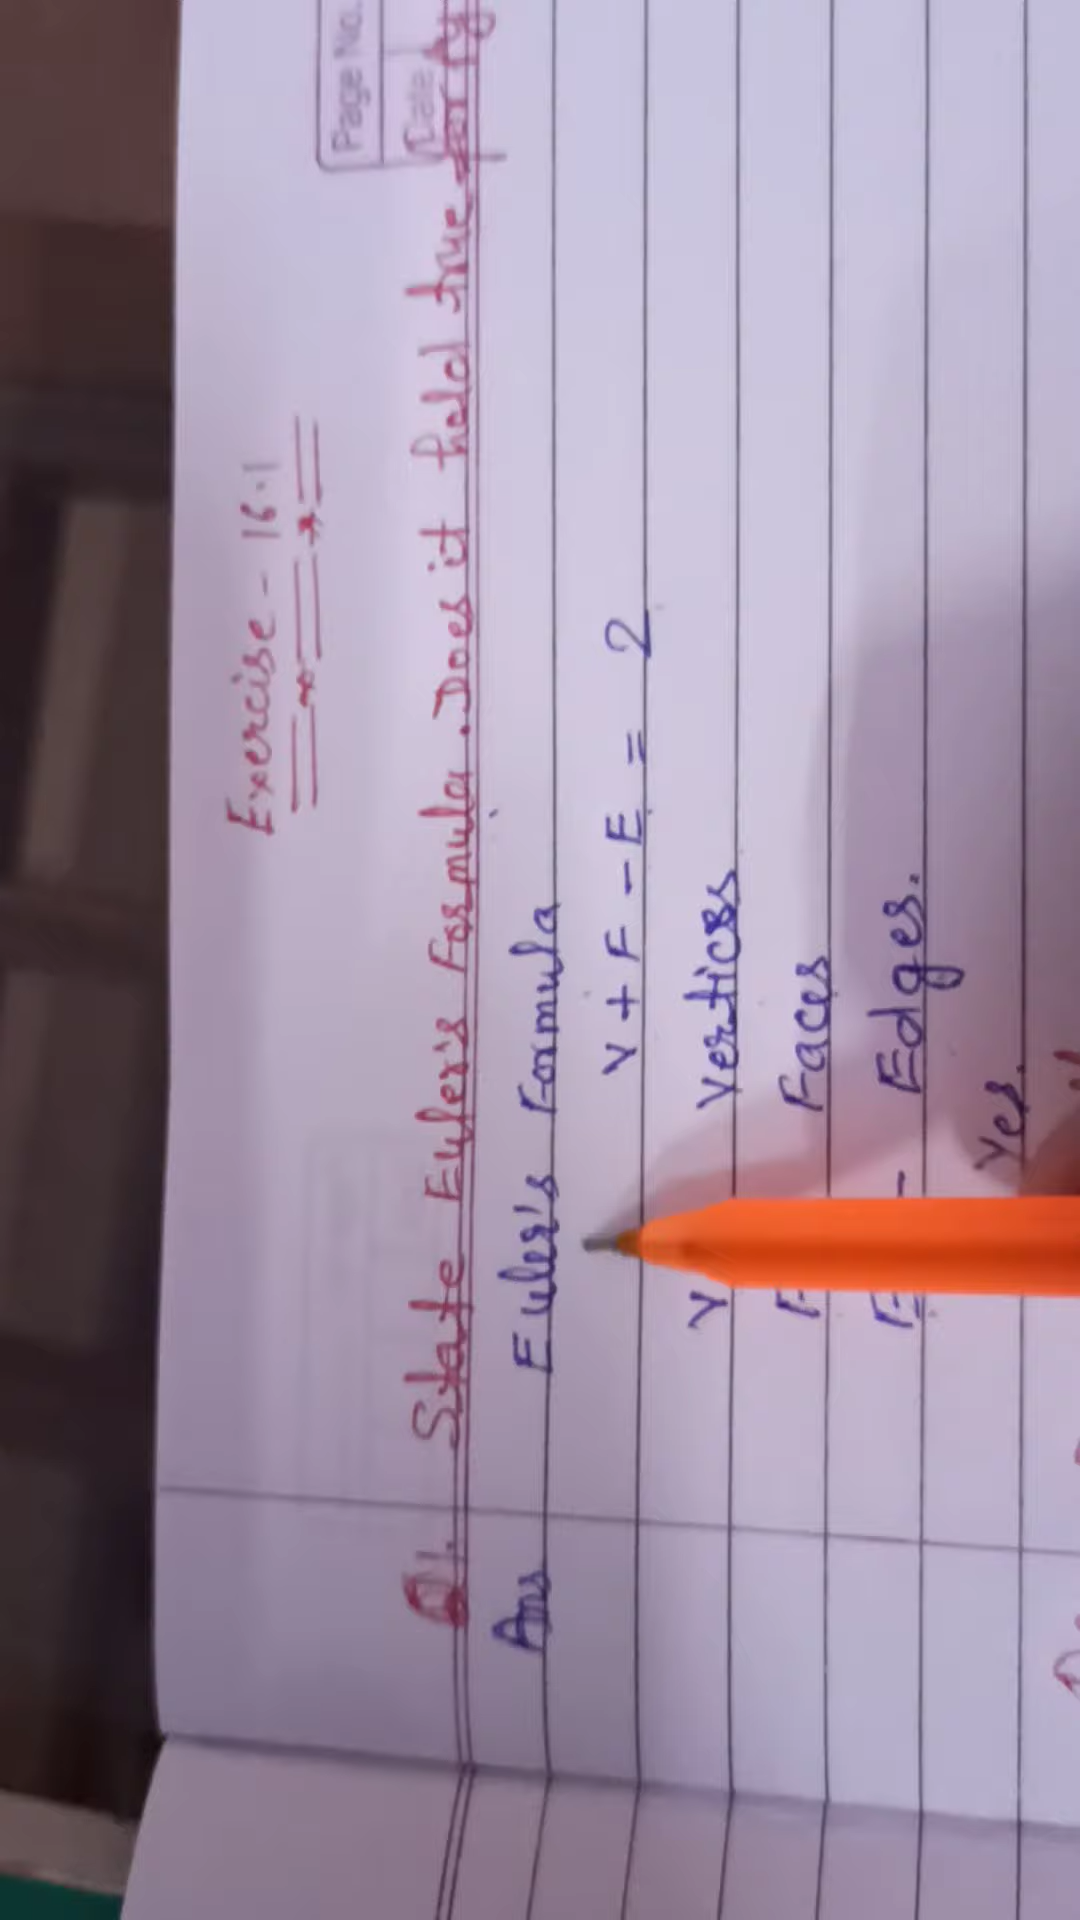 Page No.
Date
Exercise - 16.1
Q1. State Euler's Formula. Does it hold true for
Ans Euler's Formula
V + F - E = 2
V Vertices
F Faces
E - Edges.
Yes.